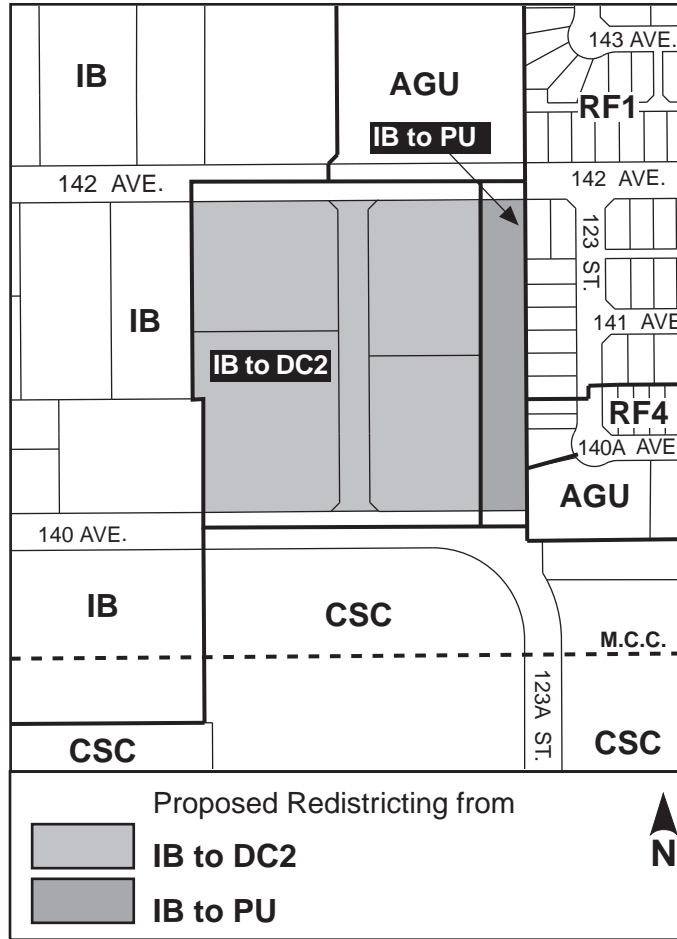 143 AVE.
IB
AGU
RF1
IB to PU
142 AVE.
142 AVE.
123 ST.
IB
141 AVE
IB to DC2
RF4
140A AVE
AGU
140 AVE.
IB
CSC
M.C.C.
123A ST.
CSC
CSC
Proposed Redistricting from
IB to DC2
IB to PU
N